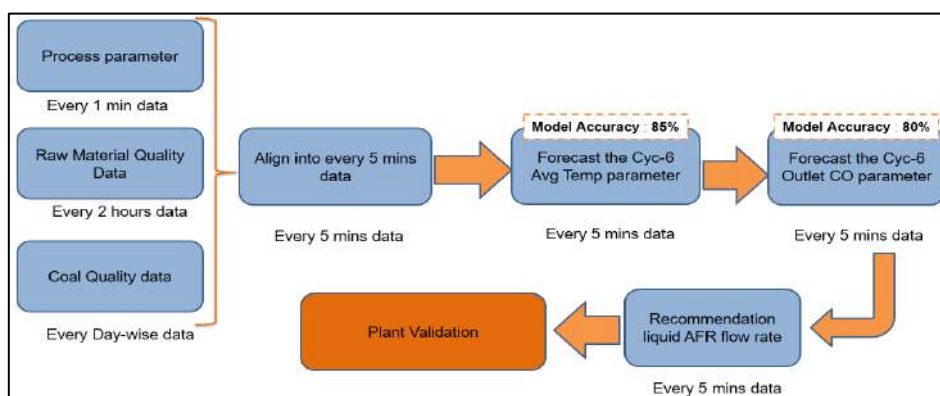 Process parameter
Every 1 min data
Raw Material Quality
Data
Every 2 hours data
Coal Quality data
Every Day-wise data
Align into every 5 mins
data
Every 5 mins data
Model Accuracy : 85%
Forecast the Cyc-6
Avg Temp parameter
Every 5 mins data
Model Accuracy : 80%
Forecast the Cyc-6
Outlet CO parameter
Every 5 mins data
Recommendation
liquid AFR flow rate
Every 5 mins data
Plant Validation